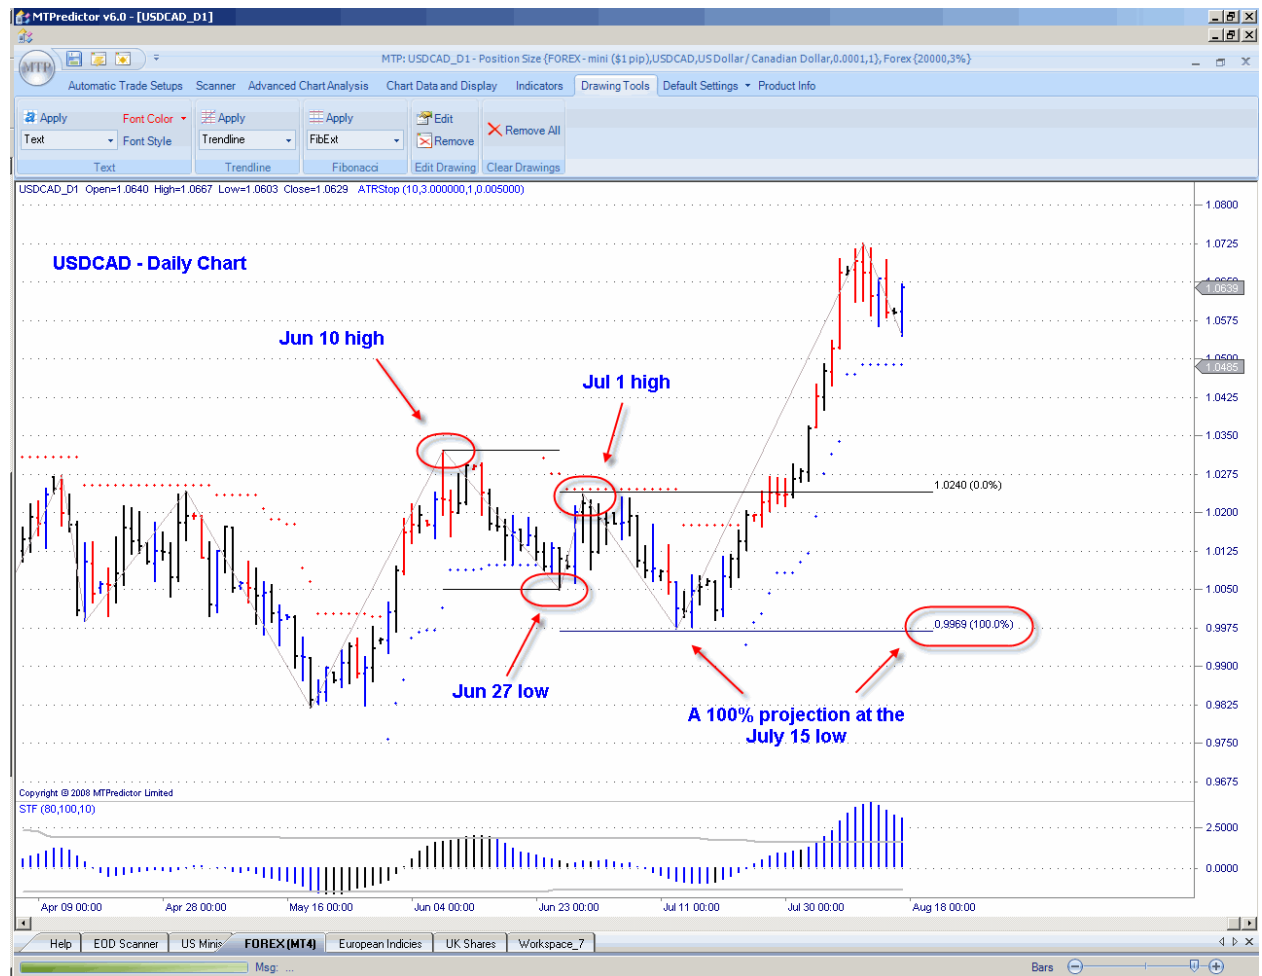 MTPredictor v6.0 - [USDCAD_D1]
MTP
MTP: USDCAD_D1 - Position Size {FOREX - mini ($1 pip),USDCAD,US Dollar / Canadian Dollar,0.0001,1}, Forex {20000,3%}
Automatic Trade Setups Scanner Advanced Chart Analysis Chart Data and Display Indicators Drawing Tools Default Settings Product Info
a Apply Font Color Apply Apply Edit Remove All
Text Font Style Trendline FibExt Remove
Text Trendline Fibonacci Edit Drawing Clear Drawings
USDCAD_D1 Open=1.0640 High=1.0667 Low=1.0603 Close=1.0629 ATRStop (10,3.000000,1,0.005000)
1.0800
1.0725
USDCAD - Daily Chart
1.0639
1.0575
Jun 10 high
1.0500
1.0485
Jul 1 high
1.0425
1.0350
1.0275
1.0240 (0.0%)
1.0200
1.0125
1.0050
0.9969 (100.0%)
0.9975
0.9900
Jun 27 low
0.9825
A 100% projection at the
July 15 low
0.9750
0.9675
Copyright © 2008 MTPredictor Limited
STF (80,100,10)
2.5000
0.0000
Apr 09 00:00 Apr 28 00:00 May 16 00:00 Jun 04 00:00 Jun 23 00:00 Jul 11 00:00 Jul 30 00:00 Aug 18 00:00
Help EOD Scanner US Minis FOREX (MT4) European Indicies UK Shares Workspace_7
Msg: ... Bars